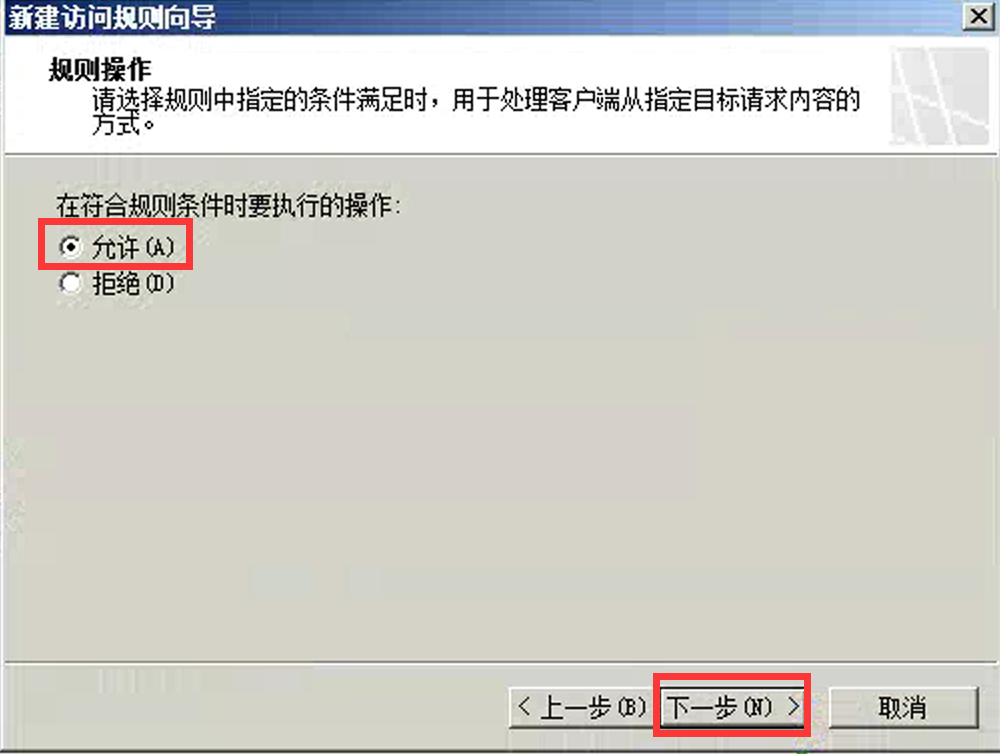 新建访问规则向导
规则操作
请选择规则中指定的条件满足时，用于处理客户端从指定目标请求内容的
方式。
在符合规则条件时要执行的操作:
允许(A)
拒绝(D)
< 上一步(B) 下一步(N) > 取消